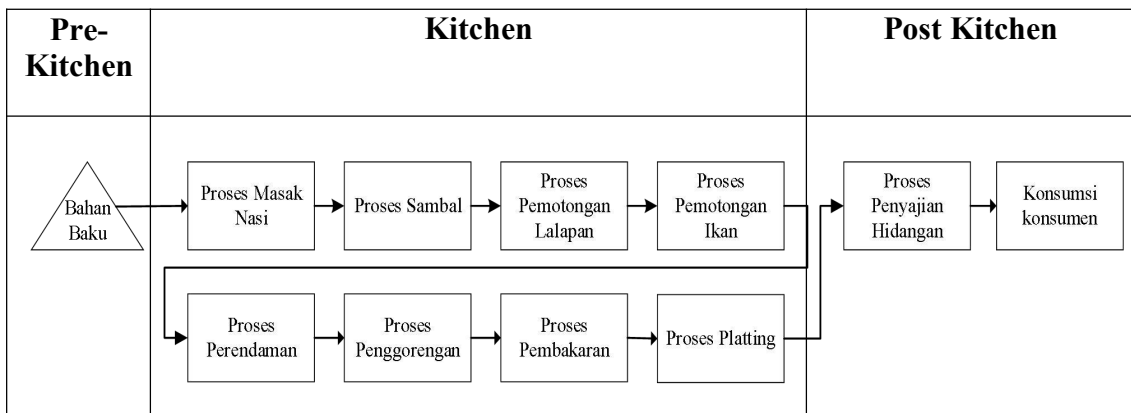 Pre-
Kitchen
Kitchen
Post Kitchen
Bahan
Baku
Proses Masak
Nasi
Proses Sambal
Proses
Pemotongan
Lalapan
Proses
Pemotongan
Ikan
Proses
Penyajian
Hidangan
Konsumsi
konsumen
Proses
Perendaman
Proses
Penggorengan
Proses
Pembakaran
Proses Platting